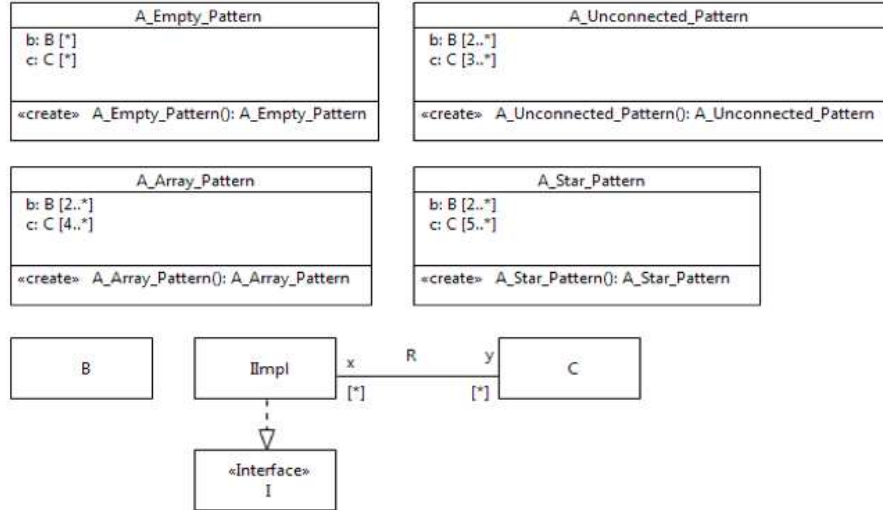 A_Empty_Pattern
b: B [*]
c: C [*]
«create» A_Empty_Pattern(): A_Empty_Pattern
A_Unconnected_Pattern
b: B [2..*]
c: C [3..*]
«create» A_Unconnected_Pattern(): A_Unconnected_Pattern
A_Array_Pattern
b: B [2..*]
c: C [4..*]
«create» A_Array_Pattern(): A_Array_Pattern
A_Star_Pattern
b: B [2..*]
c: C [5..*]
«create» A_Star_Pattern(): A_Star_Pattern
B
IImpl
x R y
[*] [*]
C
«Interface»
I